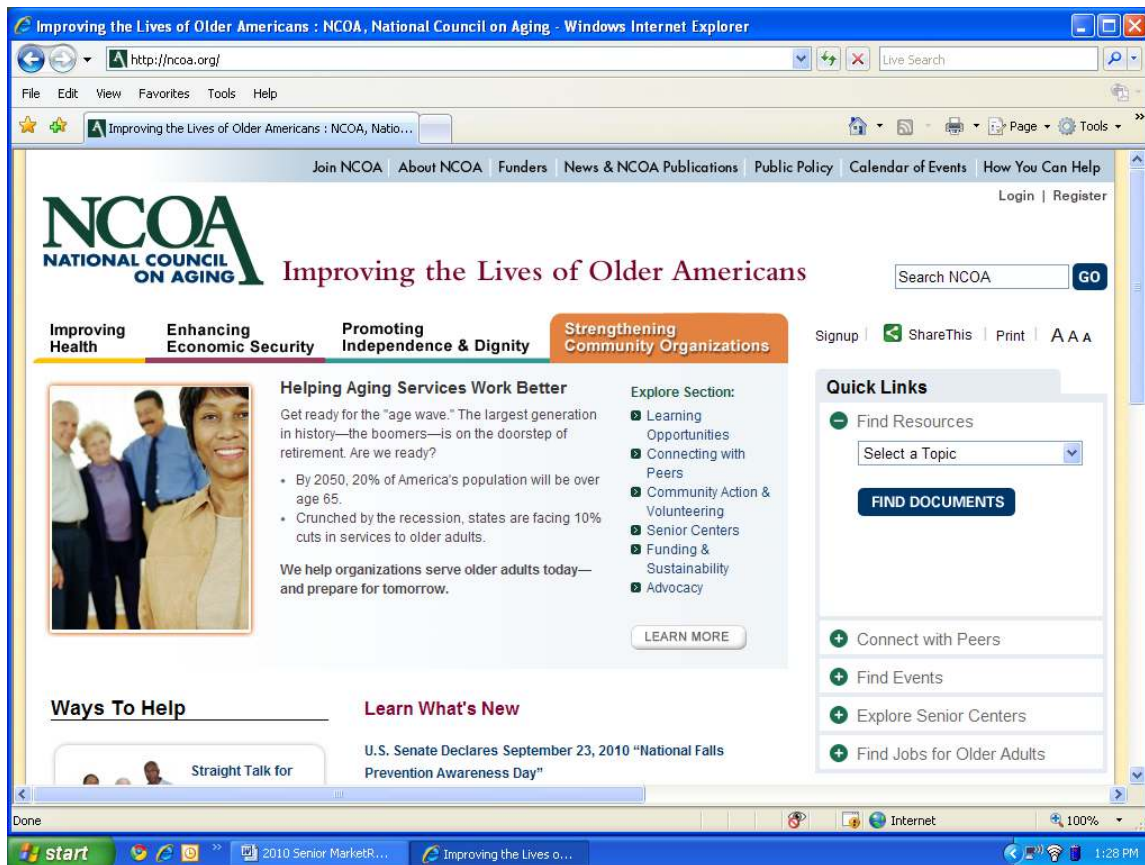 Improving the Lives of Older Americans : NCOA, National Council on Aging - Windows Internet Explorer
http://ncoa.org/
Live Search
File Edit View Favorites Tools Help
Improving the Lives of Older Americans : NCOA, Natio...
Page Tools »
Join NCOA | About NCOA | Funders | News & NCOA Publications | Public Policy | Calendar of Events | How You Can Help
Login | Register
NCOA
NATIONAL COUNCIL
ON AGING
Improving the Lives of Older Americans
Search NCOA GO
Improving
Health
Enhancing
Economic Security
Promoting
Independence & Dignity
Strengthening
Community Organizations
Signup | ShareThis | Print | A A A
Helping Aging Services Work Better
Get ready for the "age wave." The largest generation
in history—the boomers—is on the doorstep of
retirement. Are we ready?
• By 2050, 20% of America's population will be over
age 65.
• Crunched by the recession, states are facing 10%
cuts in services to older adults.
We help organizations serve older adults today—
and prepare for tomorrow.
Explore Section:
Learning
Opportunities
Connecting with
Peers
Community Action &
Volunteering
Senior Centers
Funding &
Sustainability
Advocacy
LEARN MORE
Quick Links
Find Resources
Select a Topic
FIND DOCUMENTS
Connect with Peers
Find Events
Explore Senior Centers
Find Jobs for Older Adults
Ways To Help
Straight Talk for
Learn What's New
U.S. Senate Declares September 23, 2010 “National Falls
Prevention Awareness Day”
Done
Internet
100%
start
2010 Senior MarketR...
Improving the Lives o...
1:28 PM